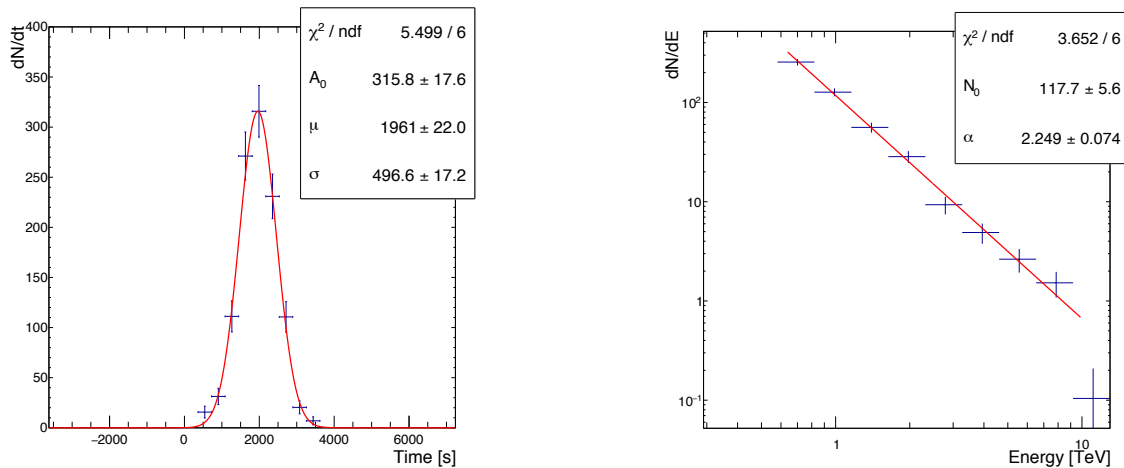 dN/dt
400
350
300
250
200
150
100
50
0
−2000
0
2000
4000
6000
Time [s]
χ² / ndf 5.499 / 6
A₀ 315.8 ± 17.6
μ 1961 ± 22.0
σ 496.6 ± 17.2
dN/dE
10²
10
1
10⁻¹
1
10
Energy [TeV]
χ² / ndf 3.652 / 6
N₀ 117.7 ± 5.6
α 2.249 ± 0.074